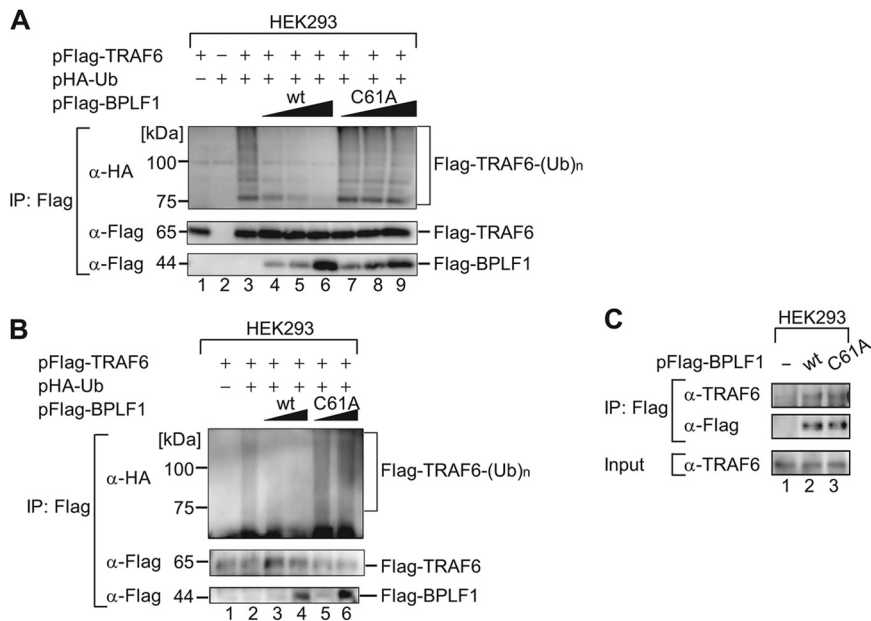 A
HEK293
pFlag-TRAF6 + − + + + + + + +
pHA-Ub − + + + + + + + +
pFlag-BPLF1 wt C61A
[kDa]
IP: Flag
α-HA 100 75 Flag-TRAF6-(Ub)n
α-Flag 65 Flag-TRAF6
α-Flag 44 Flag-BPLF1
1 2 3 4 5 6 7 8 9
B
HEK293
pFlag-TRAF6 + + + + + +
pHA-Ub − + + + + +
pFlag-BPLF1 wt C61A
[kDa]
IP: Flag
α-HA 100 75 Flag-TRAF6-(Ub)n
α-Flag 65 Flag-TRAF6
α-Flag 44 Flag-BPLF1
1 2 3 4 5 6
C
HEK293
pFlag-BPLF1 − wt C61A
IP: Flag
α-TRAF6
α-Flag
Input α-TRAF6
1 2 3